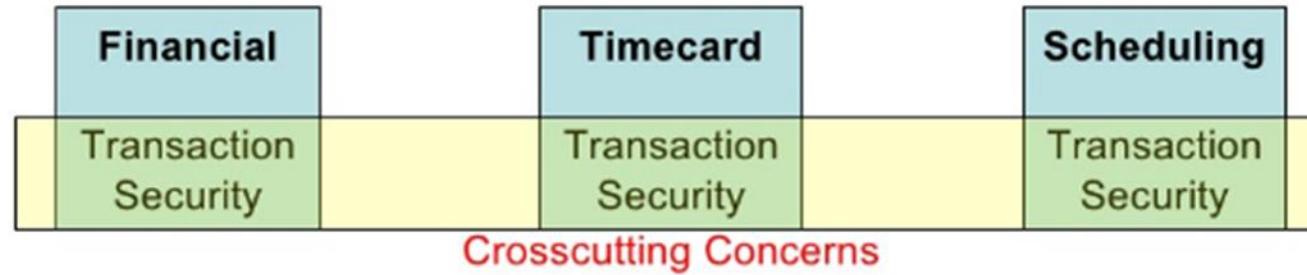 Financial Timecard Scheduling
Transaction Transaction Transaction
Security Security Security
Crosscutting Concerns